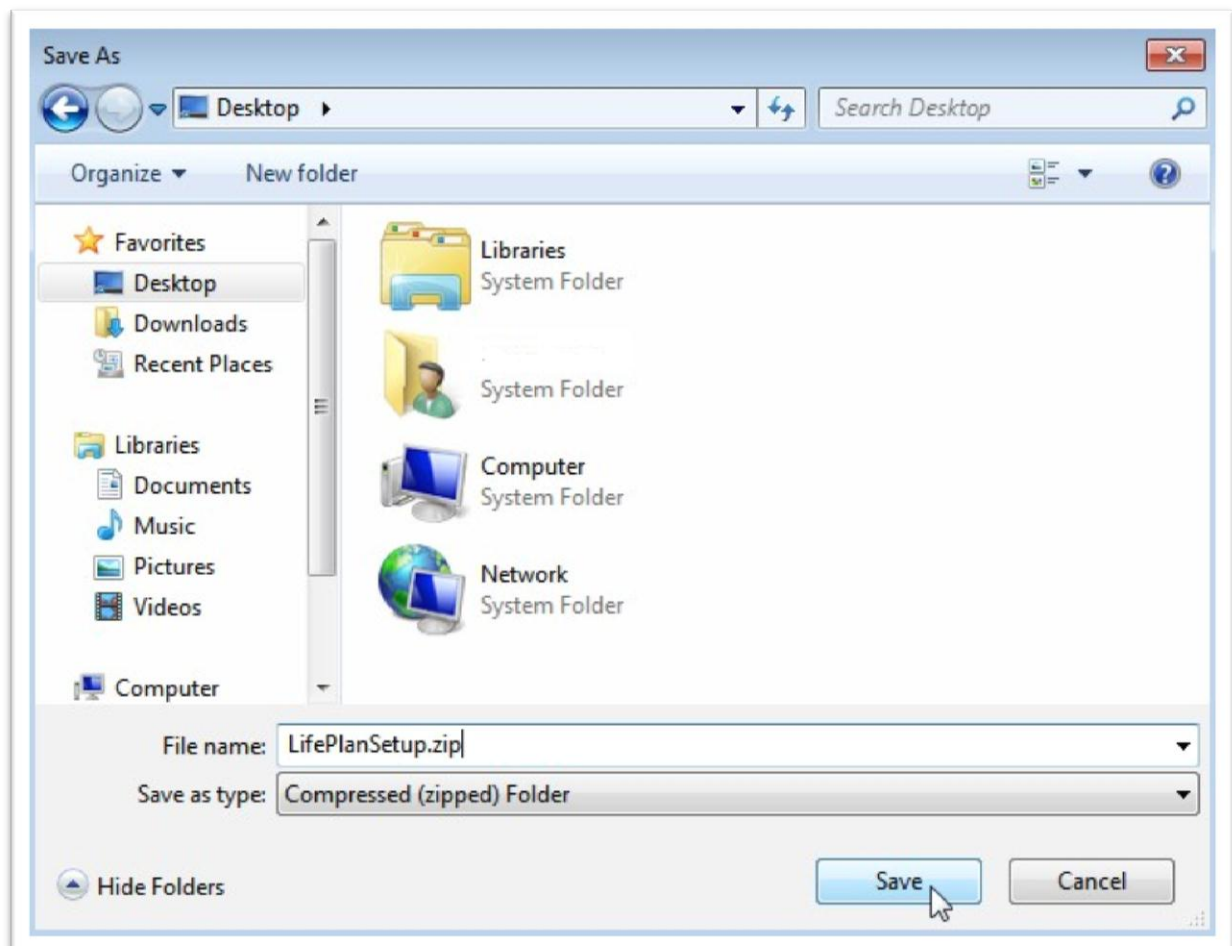 Save As
Desktop
Search Desktop
Organize
New folder
Favorites
Desktop
Downloads
Recent Places
Libraries
Documents
Music
Pictures
Videos
Computer
Libraries
System Folder
System Folder
Computer
System Folder
Network
System Folder
File name: LifePlanSetup.zip
Save as type: Compressed (zipped) Folder
Hide Folders
Save
Cancel